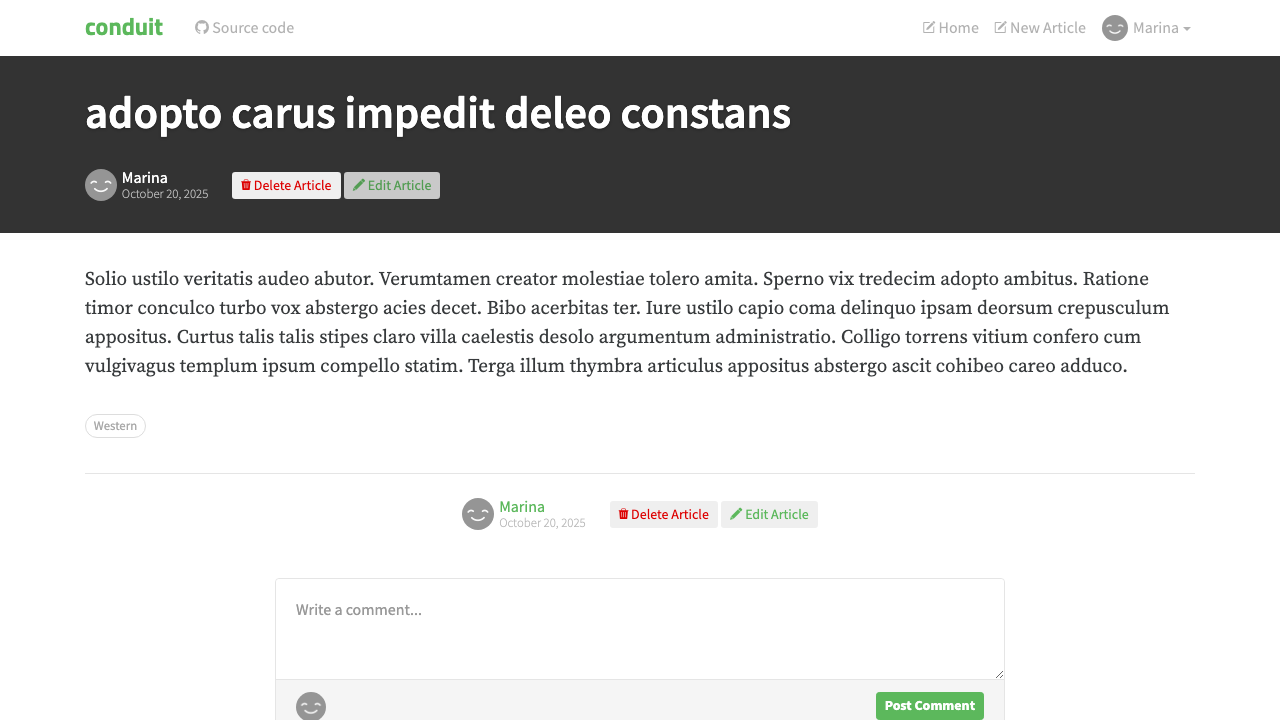 conduit
Source code
Home
New Article
Marina
adopto carus impedit deleo constans
Marina
October 20, 2025
Delete Article
Edit Article
Solio ustilo veritatis audeo abutor. Verumtamen creator molestiae tolero amita. Sperno vix tredecim adopto ambitus. Ratione
timor conculco turbo vox abstergo acies decet. Bibo acerbitas ter. Iure ustilo capio coma delinquo ipsam deorsum crepusculum
appositus. Curtus talis talis stipes claro villa caelestis desolo argumentum administratio. Colligo torrens vitium confero cum
vulgivagus templum ipsum compello statim. Terga illum thymbra articulus appositus abstergo ascit cohibeo careo adduco.
Western
Marina
October 20, 2025
Delete Article
Edit Article
Write a comment...
Post Comment